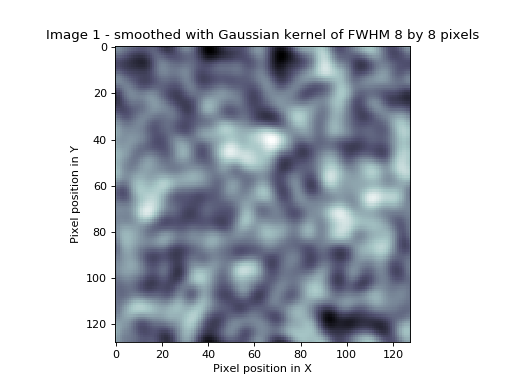 Image 1 - smoothed with Gaussian kernel of FWHM 8 by 8 pixels
0
20
40
60
80
100
120
Pixel position in Y
0 20 40 60 80 100 120
Pixel position in X